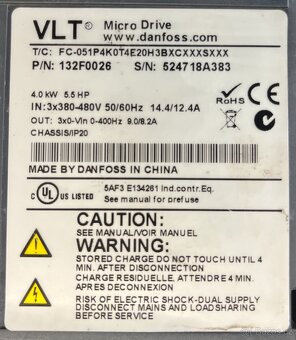 VLT® Micro Drive
www.danfoss.com
T/C: FC-051P4K0T4E20H3BXCXXXSXXX
P/N: 132F0026 S/N: 524718A383
4.0 kW 5.5 HP
IN:3x380-480V 50/60Hz 14.4/12.4A
OUT: 3x0-Vin 0-400Hz 9.0/8.2A
CHASSIS/IP20
RoHS
MADE BY DANFOSS IN CHINA
c UL US LISTED 5AF3 E134261 Ind.contr.Eq.
See manual for prefuse
CAUTION:
SEE MANUAL/VOIR MANUEL
WARNING:
STORED CHARGE DO NOT TOUCH UNTIL 4
MIN. AFTER DISCONNECTION
CHARGE RESIDUELLE, ATTENDRE 4 MIN.
APRES DECONNEXION
RISK OF ELECTRIC SHOCK-DUAL SUPPLY
DISCONNECT MAINS AND LOADSHARING
BEFORE SERVICE